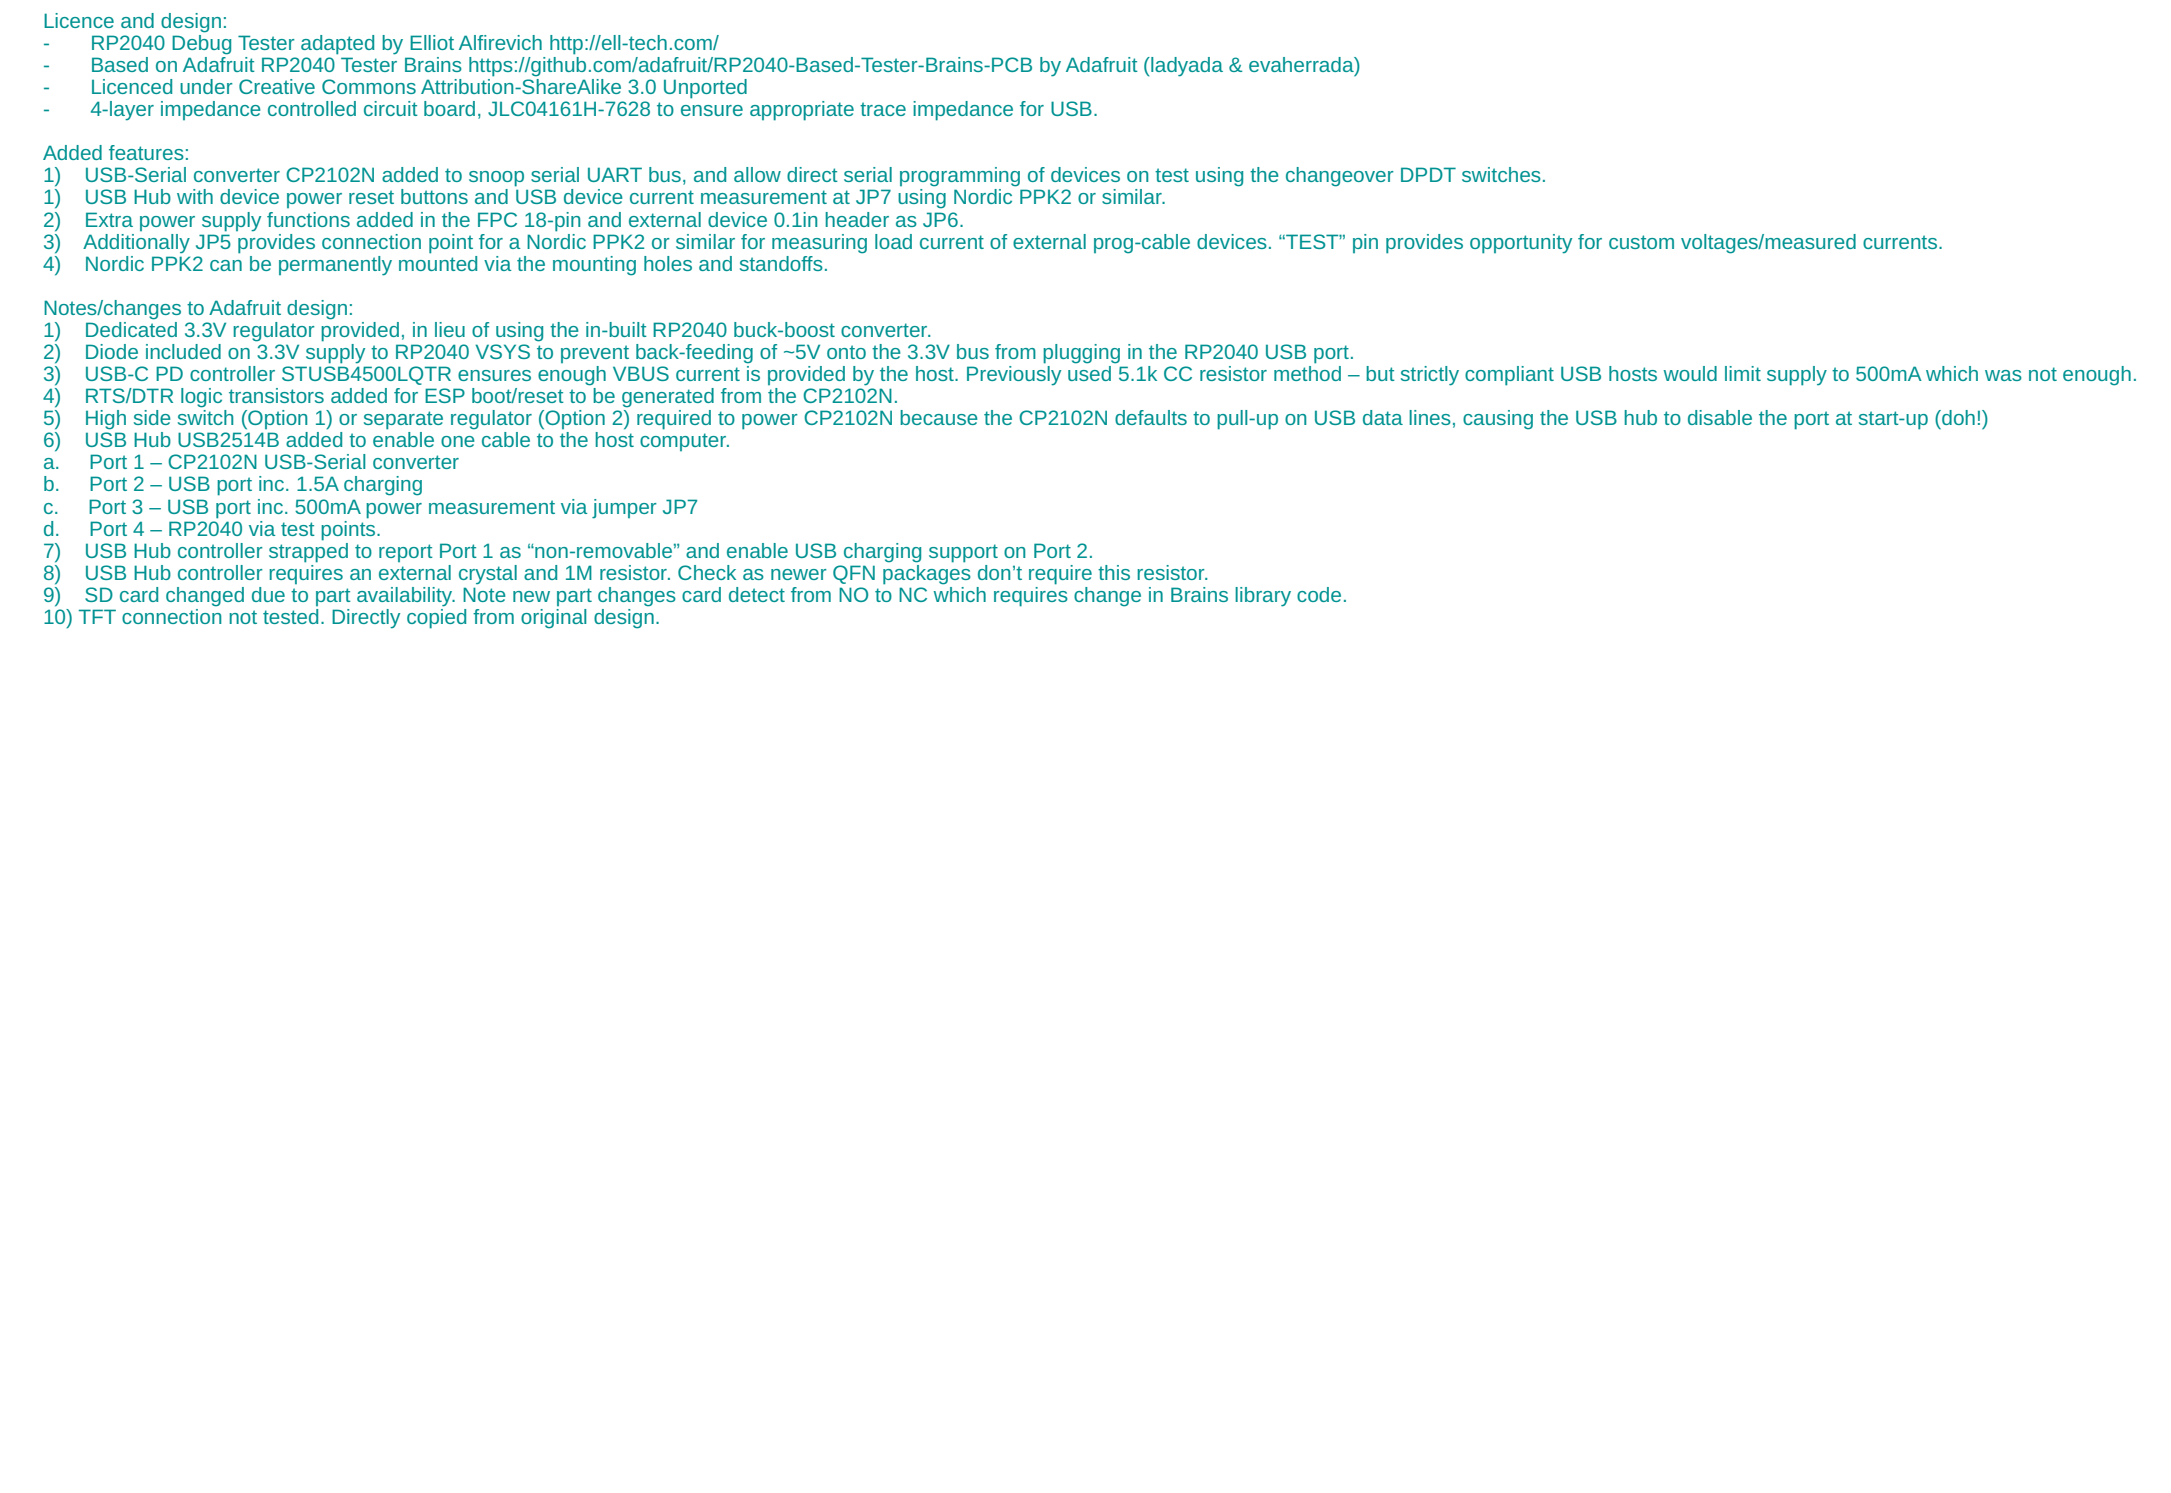 Licence and design:
- RP2040 Debug Tester adapted by Elliot Alfirevich http://ell-tech.com/
- Based on Adafruit RP2040 Tester Brains https://github.com/adafruit/RP2040-Based-Tester-Brains-PCB by Adafruit (ladyada & evaherrada)
- Licenced under Creative Commons Attribution-ShareAlike 3.0 Unported
- 4-layer impedance controlled circuit board, JLC04161H-7628 to ensure appropriate trace impedance for USB.
Added features:
1) USB-Serial converter CP2102N added to snoop serial UART bus, and allow direct serial programming of devices on test using the changeover DPDT switches.
1) USB Hub with device power reset buttons and USB device current measurement at JP7 using Nordic PPK2 or similar.
2) Extra power supply functions added in the FPC 18-pin and external device 0.1in header as JP6.
3) Additionally JP5 provides connection point for a Nordic PPK2 or similar for measuring load current of external prog-cable devices. “TEST” pin provides opportunity for custom voltages/measured currents.
4) Nordic PPK2 can be permanently mounted via the mounting holes and standoffs.
Notes/changes to Adafruit design:
1) Dedicated 3.3V regulator provided, in lieu of using the in-built RP2040 buck-boost converter.
2) Diode included on 3.3V supply to RP2040 VSYS to prevent back-feeding of ~5V onto the 3.3V bus from plugging in the RP2040 USB port.
3) USB-C PD controller STUSB4500LQTR ensures enough VBUS current is provided by the host. Previously used 5.1k CC resistor method – but strictly compliant USB hosts would limit supply to 500mA which was not enough.
4) RTS/DTR logic transistors added for ESP boot/reset to be generated from the CP2102N.
5) High side switch (Option 1) or separate regulator (Option 2) required to power CP2102N because the CP2102N defaults to pull-up on USB data lines, causing the USB hub to disable the port at start-up (doh!)
6) USB Hub USB2514B added to enable one cable to the host computer.
a. Port 1 – CP2102N USB-Serial converter
b. Port 2 – USB port inc. 1.5A charging
c. Port 3 – USB port inc. 500mA power measurement via jumper JP7
d. Port 4 – RP2040 via test points.
7) USB Hub controller strapped to report Port 1 as “non-removable” and enable USB charging support on Port 2.
8) USB Hub controller requires an external crystal and 1M resistor. Check as newer QFN packages don’t require this resistor.
9) SD card changed due to part availability. Note new part changes card detect from NO to NC which requires change in Brains library code.
10) TFT connection not tested. Directly copied from original design.